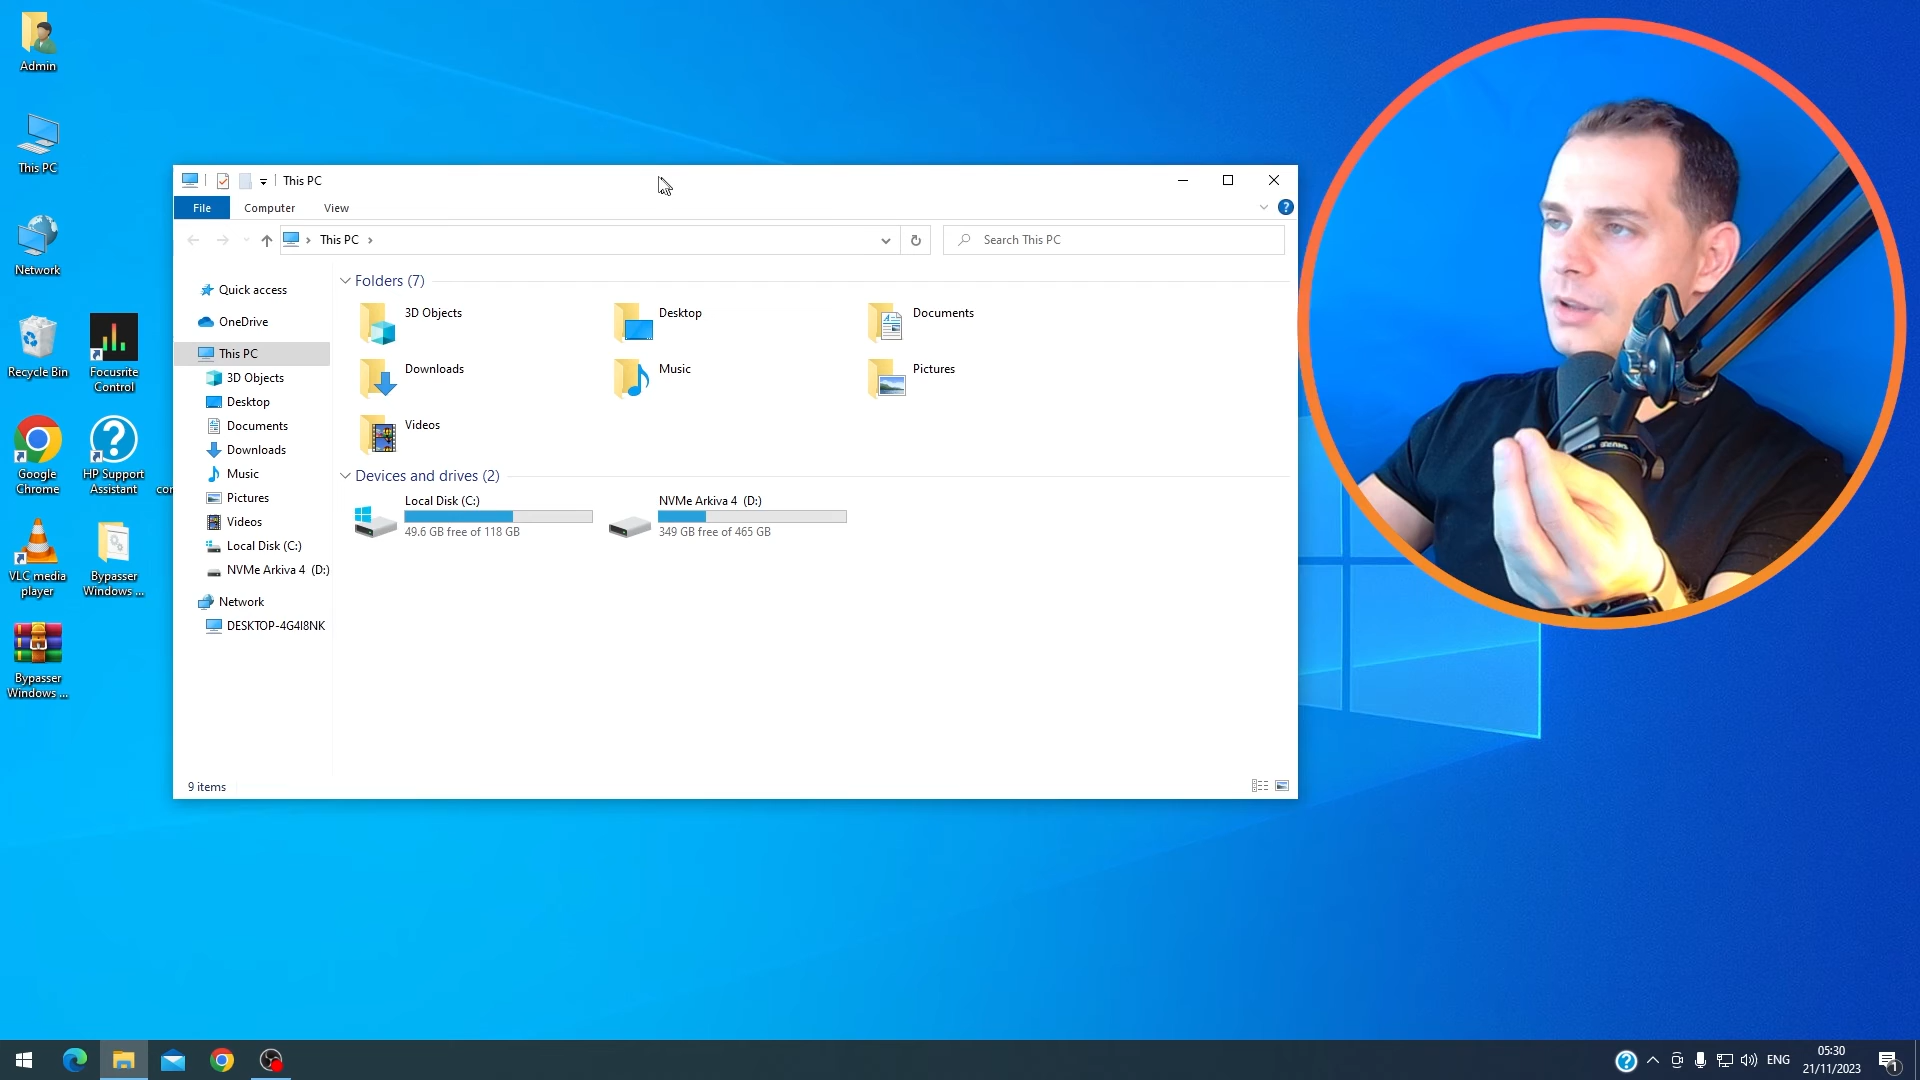 Admin
This PC
Network
Recycle Bin
Focusrite
Control
Google
Chrome
HP Support
Assistant
VLC media
player
Bypasser
Windows ...
Bypasser
Windows ...
This PC
File
Computer
View
This PC
Search This PC
Quick access
OneDrive
This PC
3D Objects
Desktop
Documents
Downloads
Music
Pictures
Videos
Local Disk (C:)
NVMe Arkiva 4 (D:)
Network
DESKTOP-4G4I8NK
Folders (7)
3D Objects
Desktop
Documents
Downloads
Music
Pictures
Videos
Devices and drives (2)
Local Disk (C:)
49.6 GB free of 118 GB
NVMe Arkiva 4 (D:)
349 GB free of 465 GB
9 items
ENG
05:30
21/11/2023
1